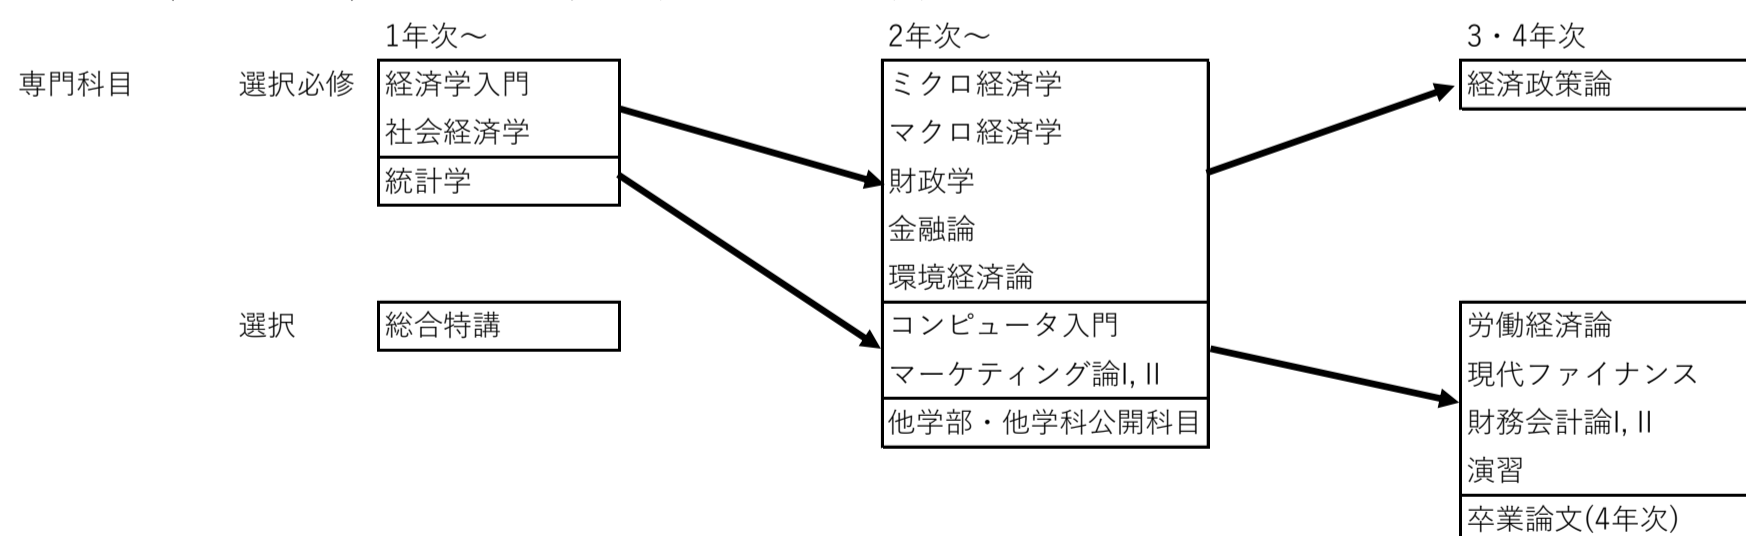 1年次～ 2年次～ 3・4年次
専門科目 選択必修 経済学入門 ミクロ経済学 経済政策論
社会経済学 マクロ経済学
統計学 財政学
金融論
環境経済論
選択 総合特講 コンピュータ入門 労働経済論
マーケティング論I, II 現代ファイナンス
他学部・他学科公開科目 財務会計論I, II
演習
卒業論文(4年次)